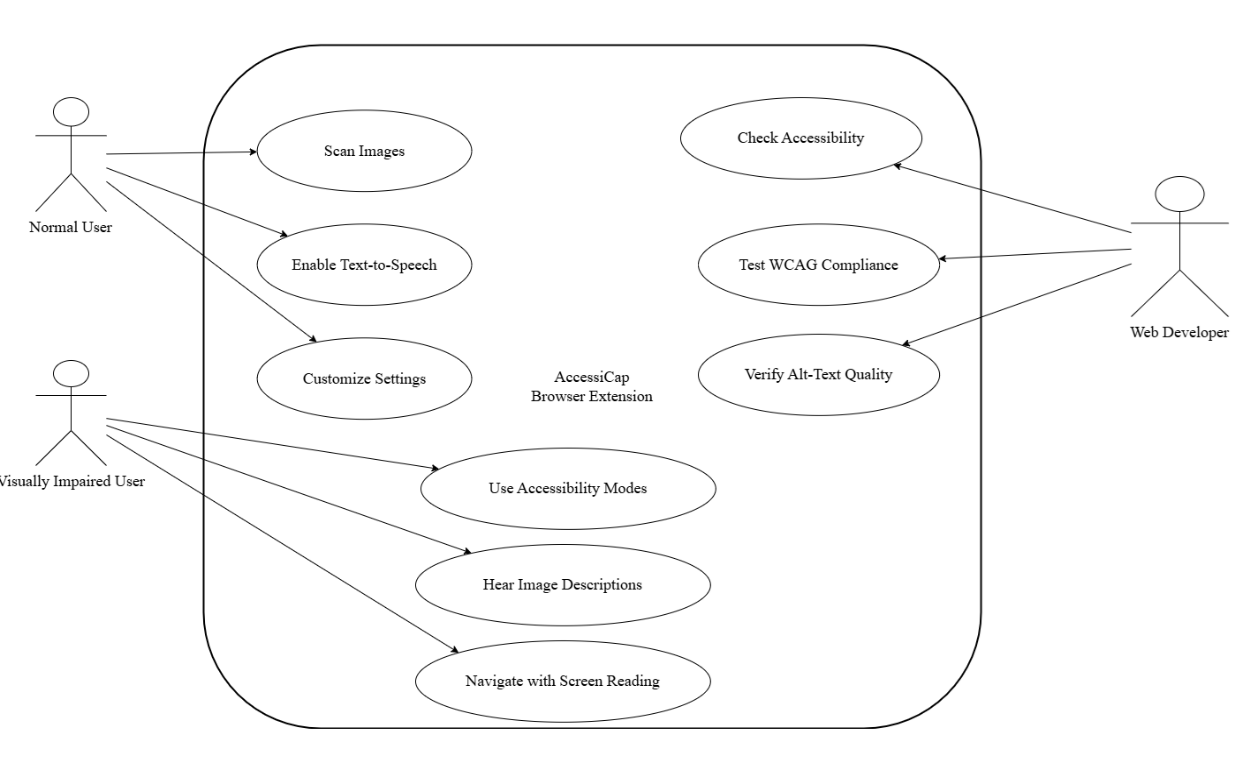 Scan Images
Check Accessibility
Normal User
Enable Text-to-Speech
Test WCAG Compliance
Web Developer
Customize Settings
AccessiCap
Browser Extension
Verify Alt-Text Quality
Visually Impaired User
Use Accessibility Modes
Hear Image Descriptions
Navigate with Screen Reading